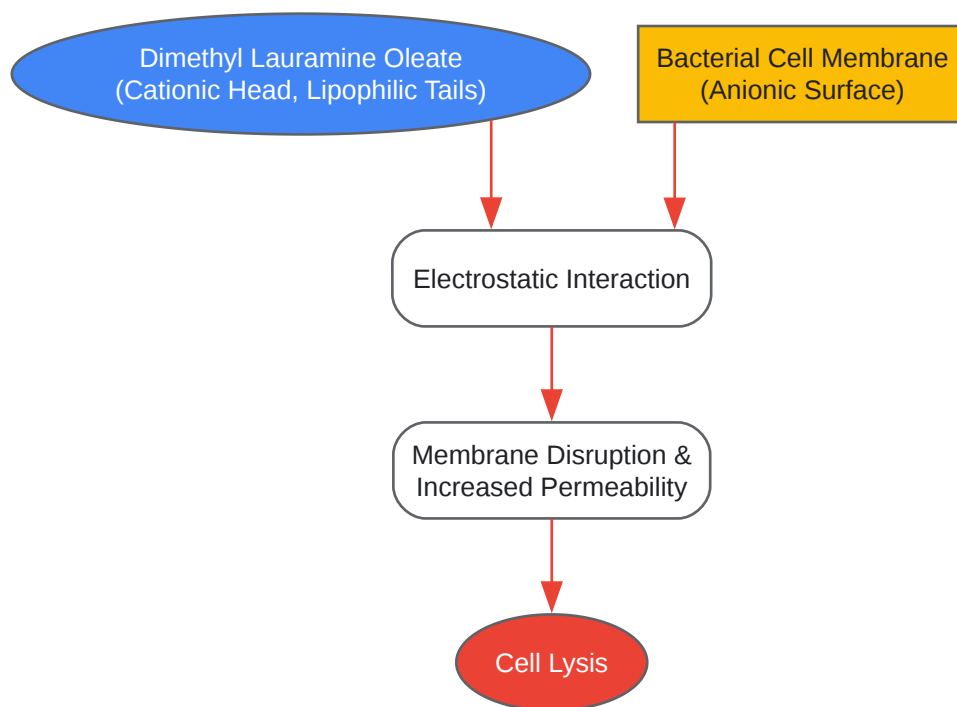 Dimethyl Lauramine Oleate
(Cationic Head, Lipophilic Tails)
Bacterial Cell Membrane
(Anionic Surface)
Electrostatic Interaction
Membrane Disruption &
Increased Permeability
Cell Lysis